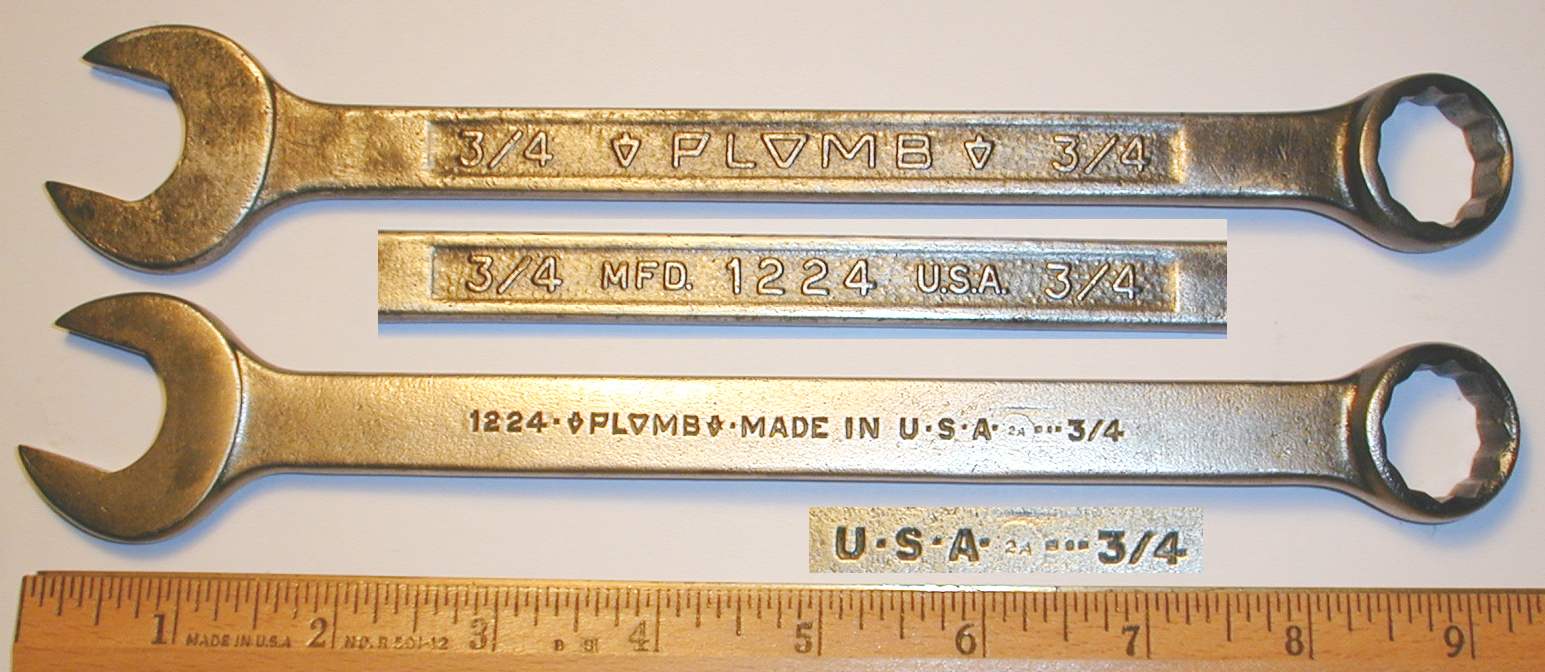 3/4 PLVMB 3/4
3/4 MFD. 1224 U.S.A. 3/4
1224·PLVMB·MADE IN U·S·A· 2A 3/4
U·S·A· 2A 3/4
1 2 3 4 5 6 7 8 9
MADE IN U.S.A NO. R 501-12